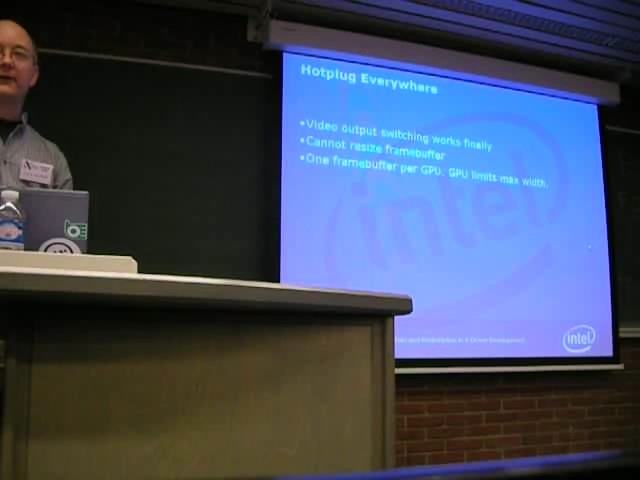 Hotplug Everywhere
•Video output switching works finally
•Cannot resize framebuffer
•One framebuffer per GPU. GPU limits max width.
intel
intel